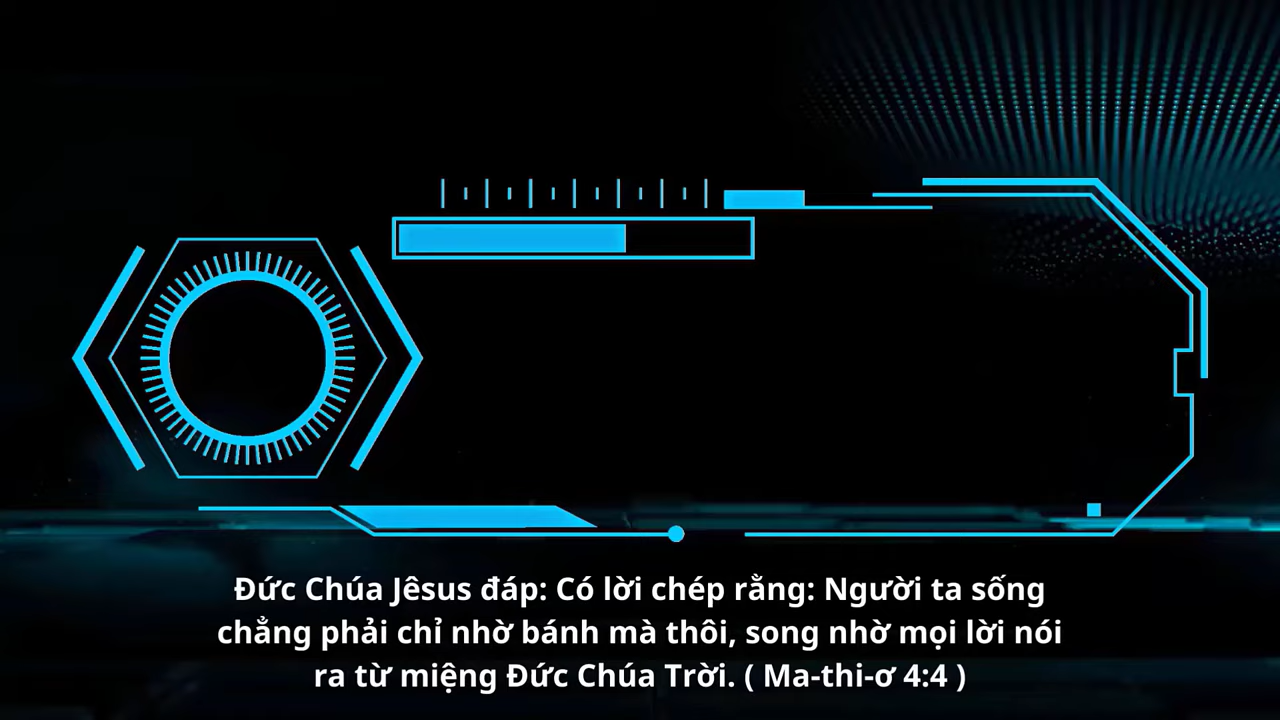 Đức Chúa Jêsus đáp: Có lời chép rằng: Người ta sống
chẳng phải chỉ nhờ bánh mà thôi, song nhờ mọi lời nói
ra từ miệng Đức Chúa Trời. ( Ma-thi-ơ 4:4 )